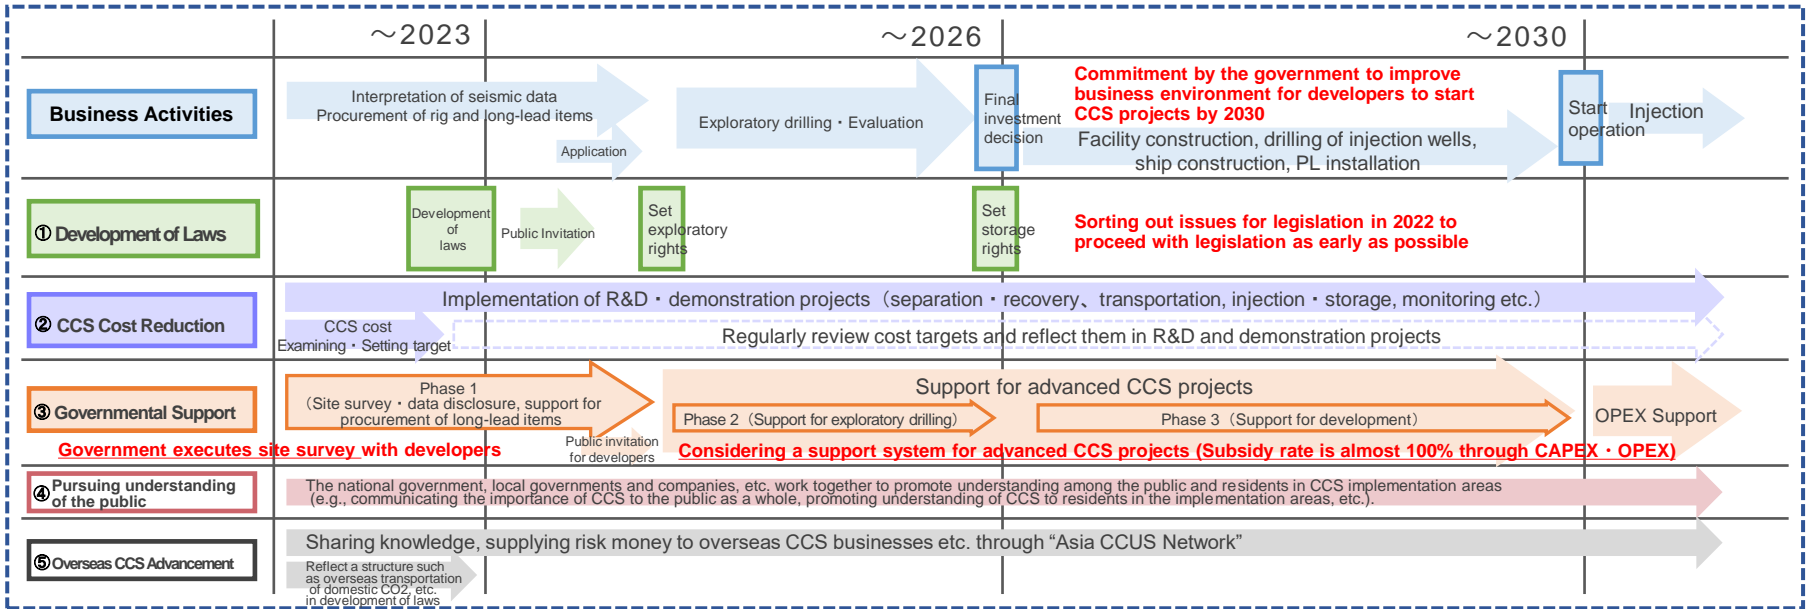 ～2023
～2026
～2030
Business Activities
Interpretation of seismic data
Procurement of rig and long-lead items
Application
Exploratory drilling・Evaluation
Final
investment
decision
Commitment by the government to improve
business environment for developers to start
CCS projects by 2030
Facility construction, drilling of injection wells,
ship construction, PL installation
Start
operation
Injection
① Development of Laws
Development
of
laws
Public Invitation
Set
exploratory
rights
Set
storage
rights
Sorting out issues for legislation in 2022 to
proceed with legislation as early as possible
② CCS Cost Reduction
Implementation of R&D・demonstration projects（separation・recovery、transportation, injection・storage, monitoring etc.）
CCS cost
Examining・Setting target
Regularly review cost targets and reflect them in R&D and demonstration projects
③ Governmental Support
Phase 1
（Site survey・data disclosure, support for
procurement of long-lead items
Public invitation
for developers
Support for advanced CCS projects
Phase 2（Support for exploratory drilling）
Phase 3（Support for development）
OPEX Support
Government executes site survey with developers
Considering a support system for advanced CCS projects (Subsidy rate is almost 100% through CAPEX・OPEX)
④ Pursuing understanding
of the public
The national government, local governments and companies, etc. work together to promote understanding among the public and residents in CCS implementation areas
(e.g., communicating the importance of CCS to the public as a whole, promoting understanding of CCS to residents in the implementation areas, etc.).
⑤ Overseas CCS Advancement
Sharing knowledge, supplying risk money to overseas CCS businesses etc. through “Asia CCUS Network”
Reflect a structure such
as overseas transportation
of domestic CO2, etc.
in development of laws